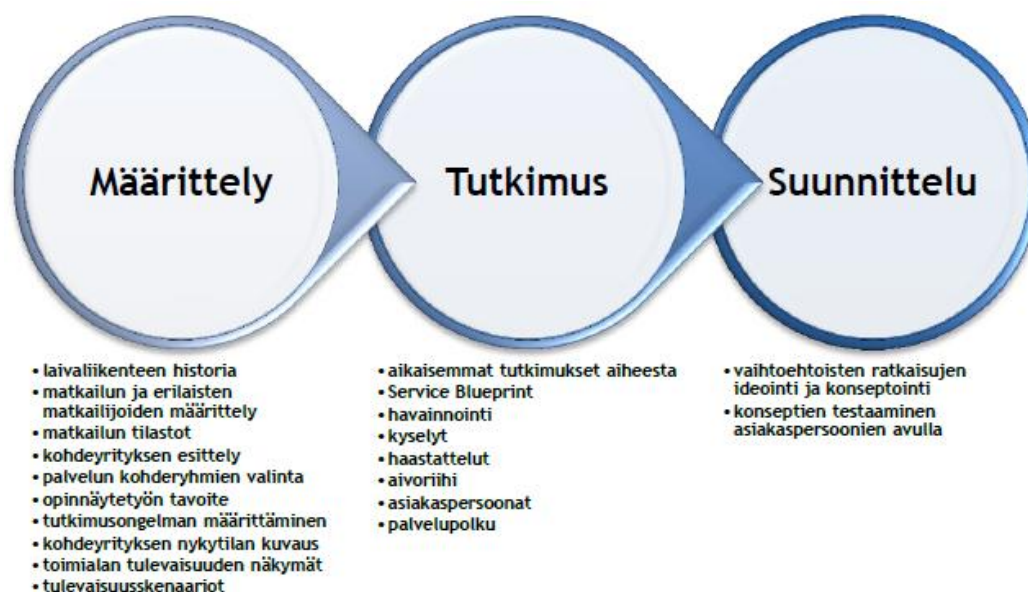 Määrittely
• laivaliikenteen historia
• matkailun ja erilaisten
matkailijoiden määrittely
• matkailun tilastot
• kohdeyrityksen esittely
• palvelun kohderyhmien valinta
• opinnäytetyön tavoite
• tutkimusongelman määrittäminen
• kohdeyrityksen nykytilan kuvaus
• toimialan tulevaisuuden näkymät
• tulevaisuusskenaariot
Tutkimus
• aikaisemmat tutkimukset aiheesta
• Service Blueprint
• havainnointi
• kyselyt
• haastattelut
• aivoriihi
• asiakaspersoonat
• palvelupolku
Suunnittelu
• vaihtoehtoisten ratkaisujen
ideointi ja konseptointi
• konseptien testaaminen
asiakaspersoonien avulla